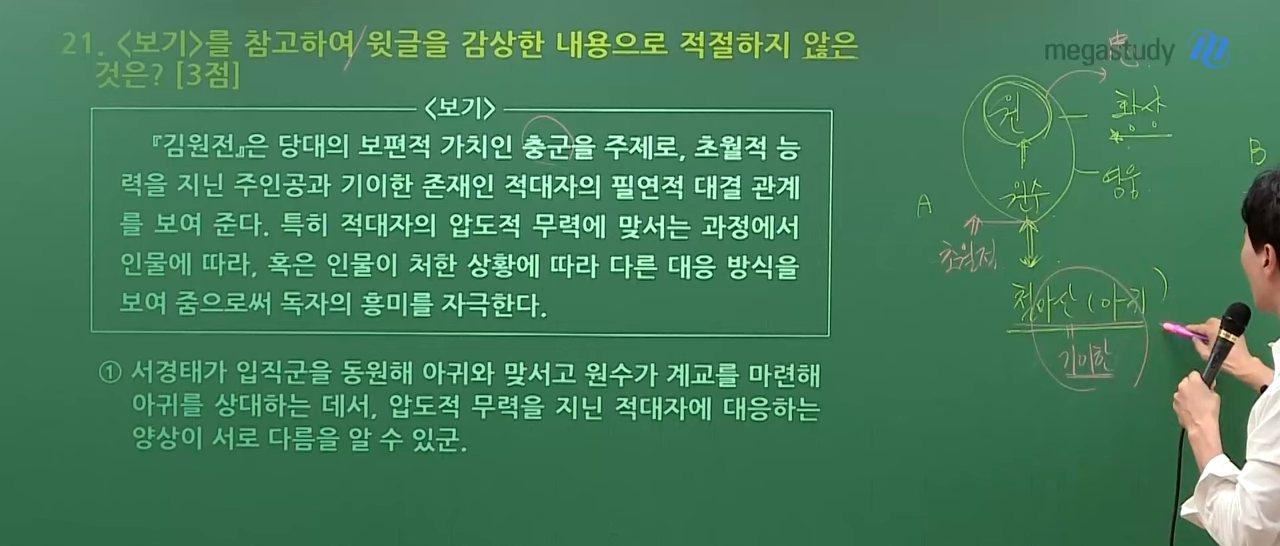 21. <보기>를 참고하여 윗글을 감상한 내용으로 적절하지 않은
것은? [3점]
<보기>
『김원전』은 당대의 보편적 가치인 충군을 주제로, 초월적 능
력을 지닌 주인공과 기이한 존재인 적대자의 필연적 대결 관계
를 보여 준다. 특히 적대자의 압도적 무력에 맞서는 과정에서
인물에 따라, 혹은 인물이 처한 상황에 따라 다른 대응 방식을
보여 줌으로써 독자의 흥미를 자극한다.
① 서경태가 입직군을 동원해 아귀와 맞서고 원수가 계교를 마련해
아귀를 상대하는 데서, 압도적 무력을 지닌 적대자에 대응하는
양상이 서로 다름을 알 수 있군.
megastudy
忠
원
황상
영웅
원수
A
B
초월적
철마산(아귀)
기이한